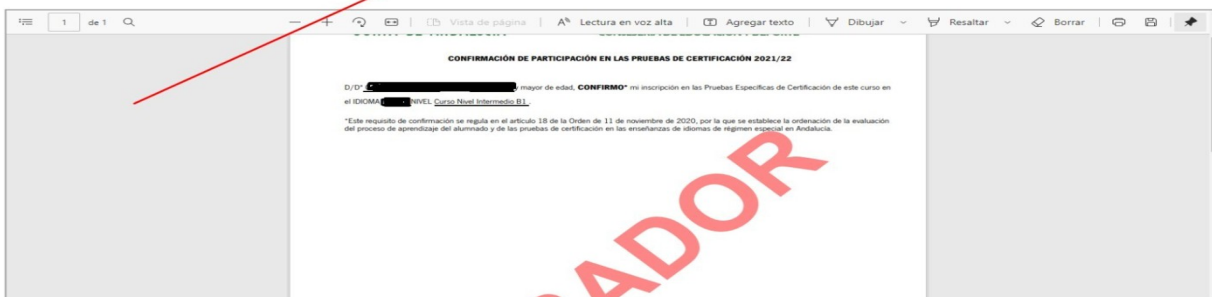 1 de 1 Vista de página Lectura en voz alta Agregar texto Dibujar Resaltar Borrar
CONFIRMACIÓN DE PARTICIPACIÓN EN LAS PRUEBAS DE CERTIFICACIÓN 2021/22
y mayor de edad, CONFIRMO* mi inscripción en las Pruebas Específicas de Certificación de este curso en
el IDIOMA NIVEL Curso Nivel Intermedio B1 .
*Este requisito de confirmación se regula en el artículo 18 de la Orden de 11 de noviembre de 2020, por la que se establece la ordenación de la evaluación
del proceso de aprendizaje del alumnado y de las pruebas de certificación en las enseñanzas de idiomas de régimen especial en Andalucía.